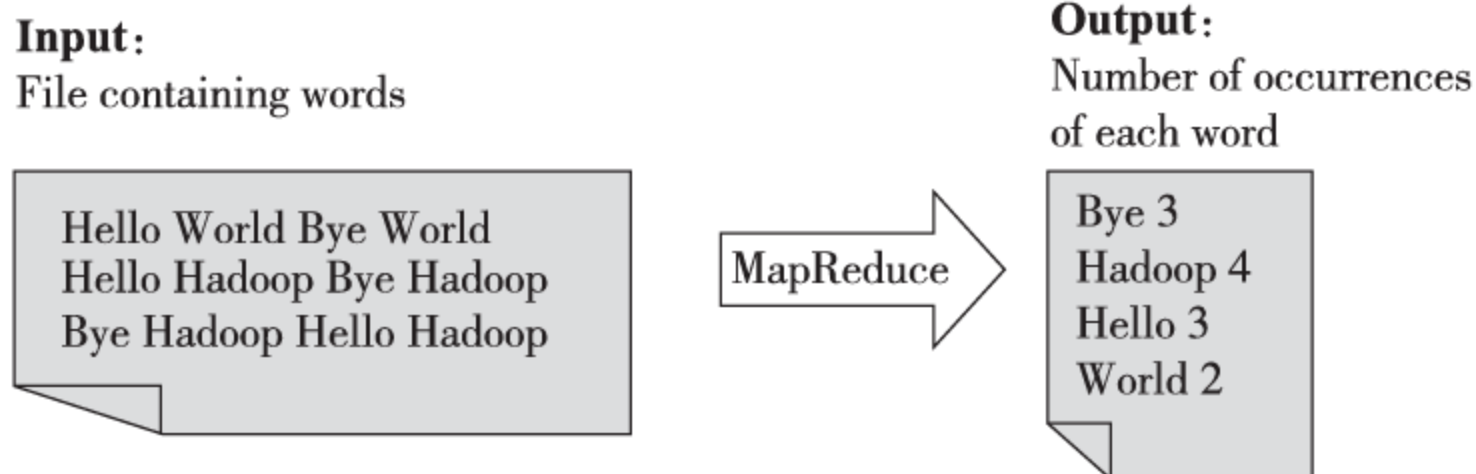 Input：
File containing words
Hello World Bye World
Hello Hadoop Bye Hadoop
Bye Hadoop Hello Hadoop
MapReduce
Output：
Number of occurrences
of each word
Bye 3
Hadoop 4
Hello 3
World 2